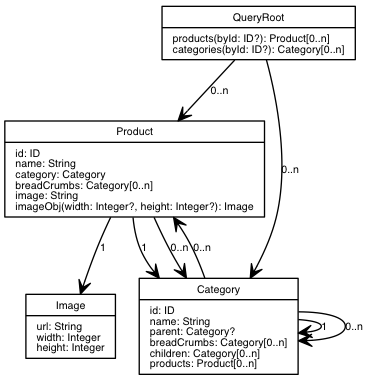 QueryRoot
products(byId: ID?): Product[0..n]
categories(byId: ID?): Category[0..n]
0..n
0..n
Product
id: ID
name: String
category: Category
breadCrumbs: Category[0..n]
image: String
imageObj(width: Integer?, height: Integer?): Image
1
1
0..n
0..n
Image
url: String
width: Integer
height: Integer
Category
id: ID
name: String
parent: Category?
breadCrumbs: Category[0..n]
children: Category[0..n]
products: Product[0..n]
1
0..n